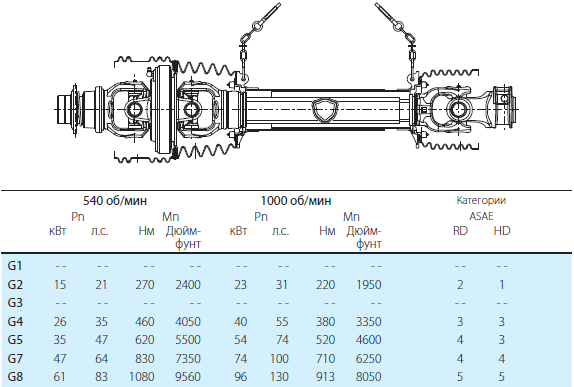 540 об/мин 1000 об/мин Категории
Pn Mn Pn Mn ASAE
кВт л.с. Нм Дюйм- кВт л.с. Нм Дюйм- RD HD
фунт фунт
G1 -- -- -- -- -- -- -- -- -- --
G2 15 21 270 2400 23 31 220 1950 2 1
G3 -- -- -- -- -- -- -- -- -- --
G4 26 35 460 4050 40 55 380 3350 3 3
G5 35 47 620 5500 54 74 520 4600 4 3
G7 47 64 830 7350 74 100 710 6250 4 4
G8 61 83 1080 9560 96 130 913 8050 5 5